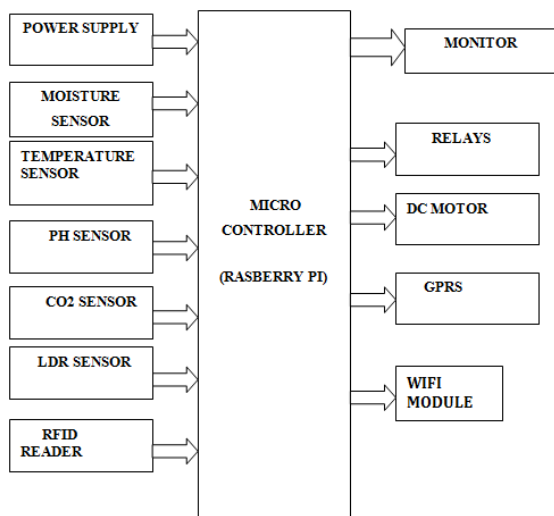 POWER SUPPLY
MOISTURE
SENSOR
TEMPERATURE
SENSOR
PH SENSOR
CO2 SENSOR
LDR SENSOR
RFID
READER
MICRO
CONTROLLER
(RASBERRY PI)
MONITOR
RELAYS
DC MOTOR
GPRS
WIFI
MODULE